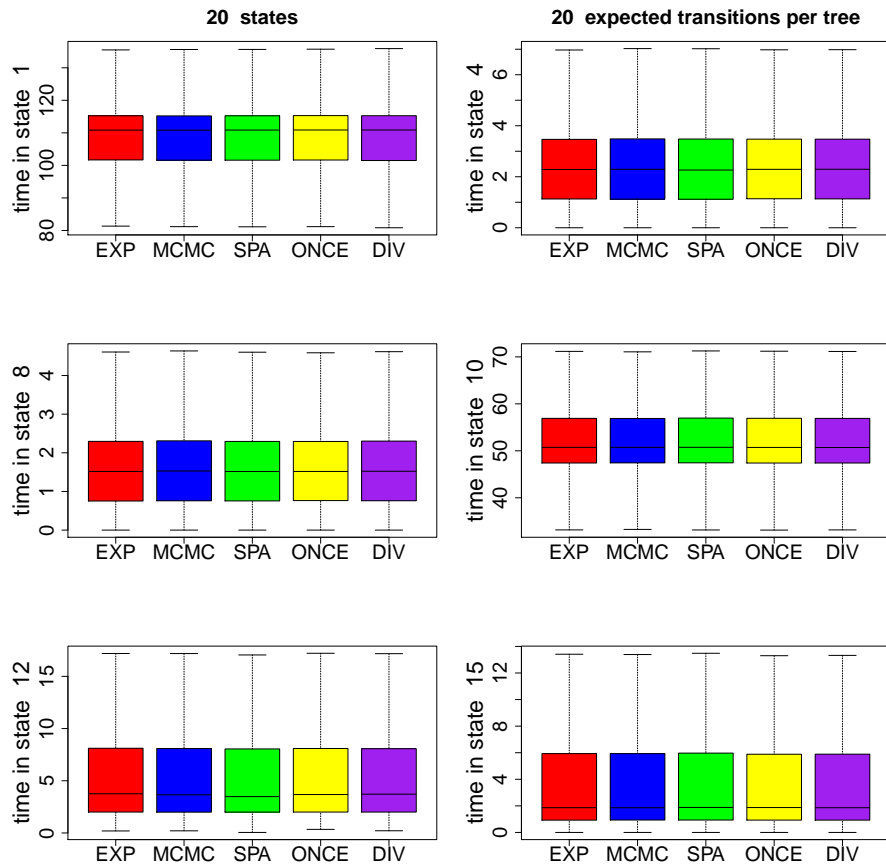 20 states
20 expected transitions per tree
time in state 1
120
100
80
EXP MCMC SPA ONCE DIV
time in state 4
6
4
2
0
EXP MCMC SPA ONCE DIV
time in state 8
4
3
2
1
0
EXP MCMC SPA ONCE DIV
time in state 10
70
60
50
40
EXP MCMC SPA ONCE DIV
time in state 12
15
10
5
0
EXP MCMC SPA ONCE DIV
time in state 15
12
8
4
0
EXP MCMC SPA ONCE DIV